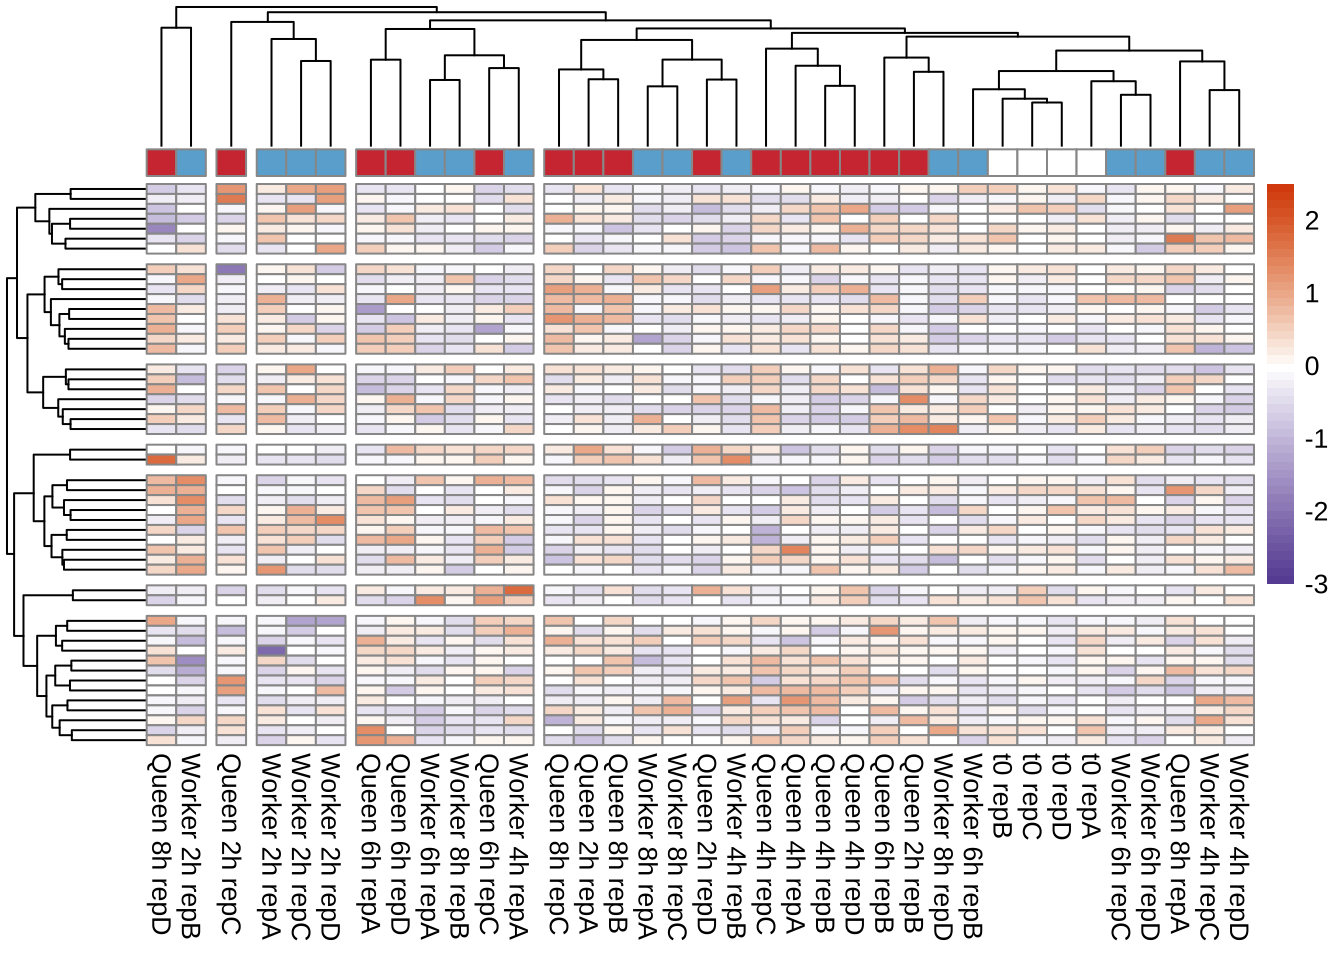 2
1
0
-1
-2
-3
Queen 8h repD
Worker 2h repB
Queen 2h repC
Worker 2h repA
Worker 2h repC
Worker 2h repD
Queen 6h repA
Queen 6h repD
Worker 6h repA
Worker 8h repB
Queen 6h repC
Worker 4h repA
Queen 8h repC
Queen 2h repA
Queen 8h repB
Worker 8h repA
Worker 8h repC
Queen 2h repD
Worker 4h repB
Queen 4h repC
Queen 4h repA
Queen 4h repB
Queen 4h repD
Queen 6h repB
Queen 2h repB
Worker 8h repD
Worker 6h repB
t0 repB
t0 repC
t0 repD
t0 repA
Worker 6h repC
Worker 6h repD
Queen 8h repA
Worker 4h repC
Worker 4h repD